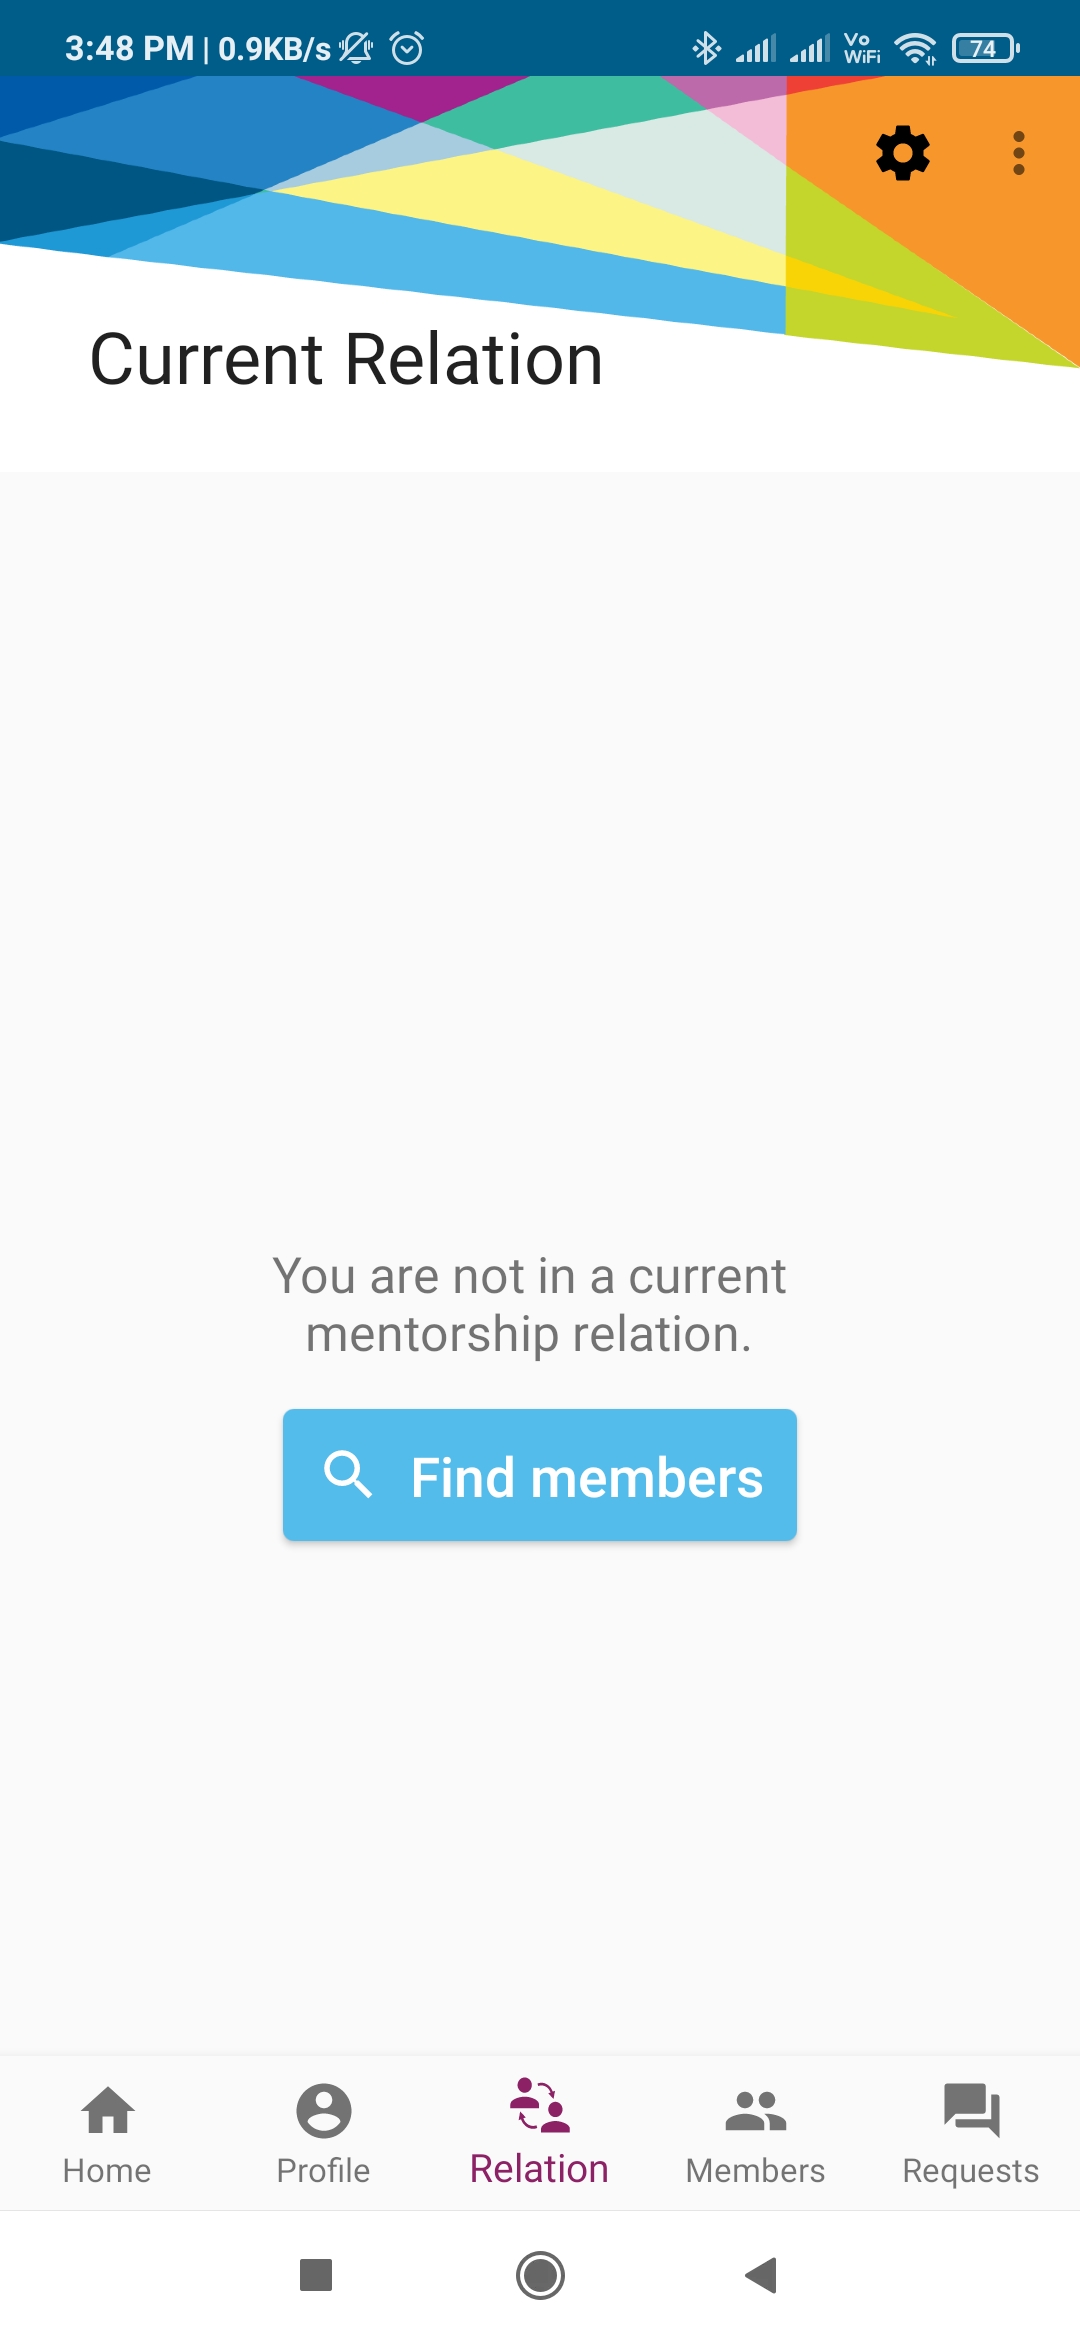 3:48 PM | 0.9KB/s
Vo
WiFi
74
Current Relation
You are not in a current
mentorship relation.
Find members
Home
Profile
Relation
Members
Requests